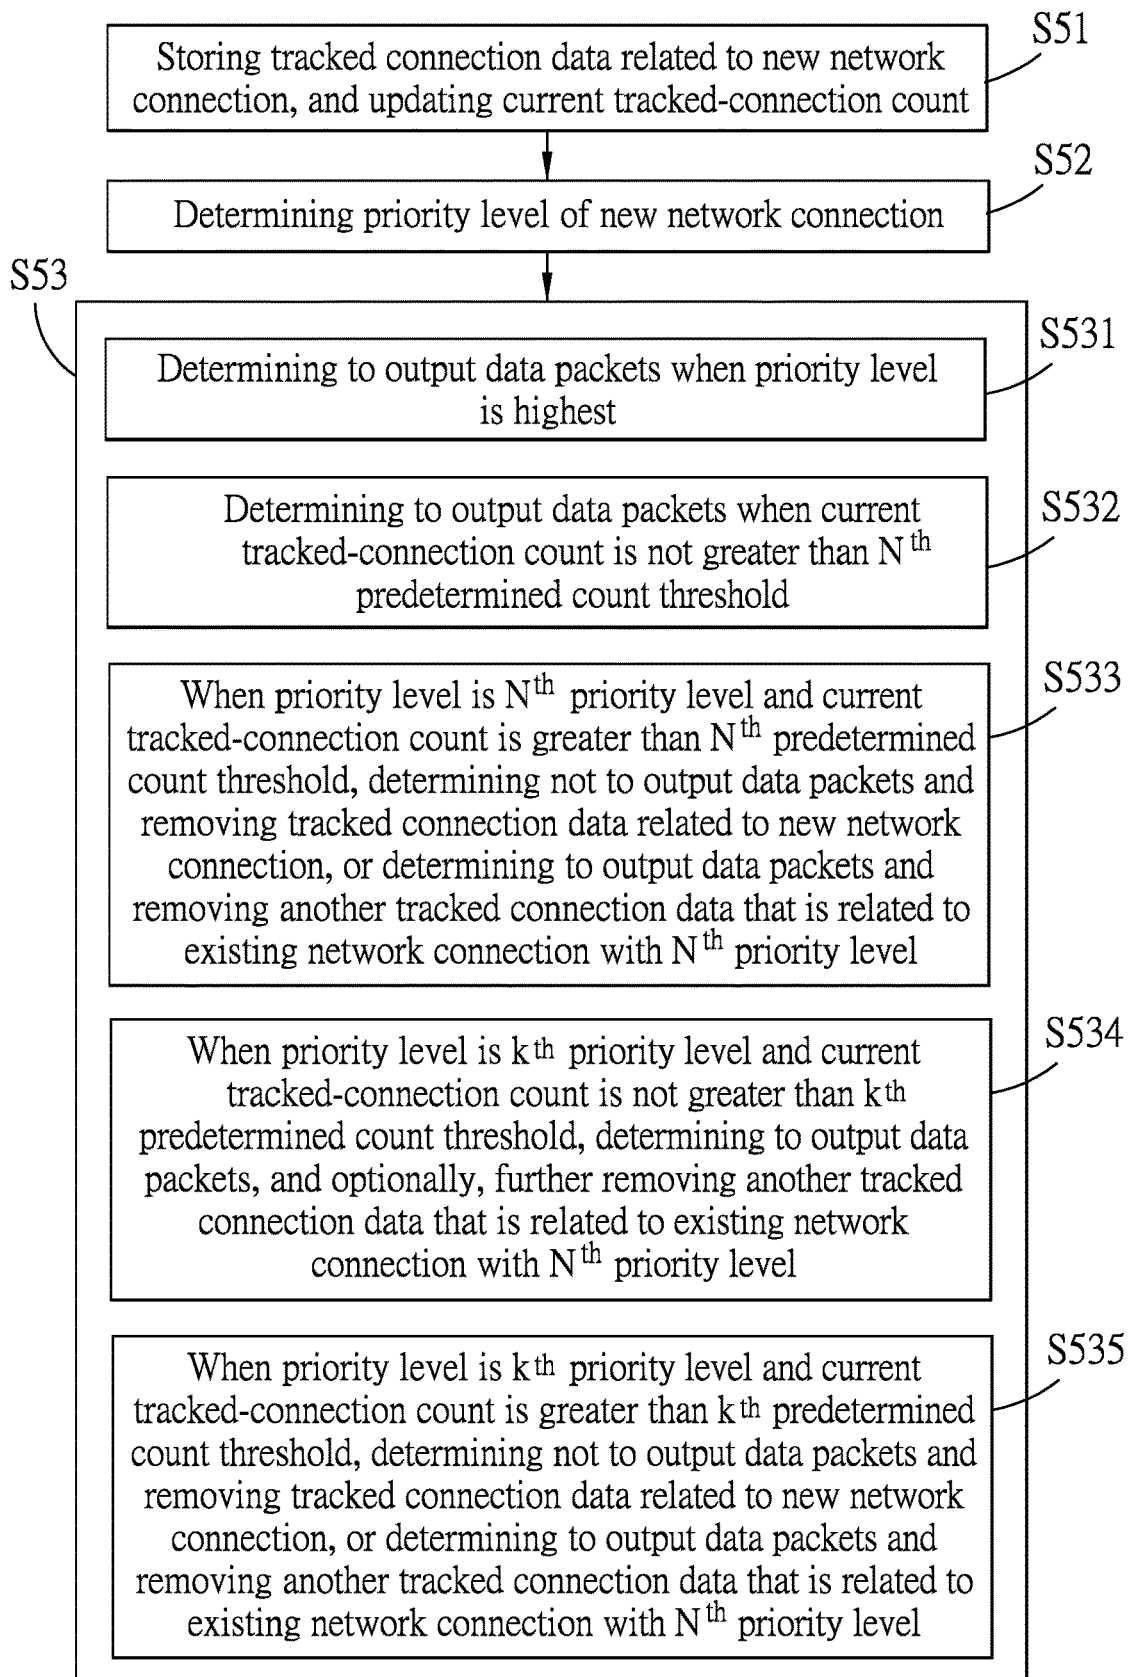 S51
Storing tracked connection data related to new network
connection, and updating current tracked-connection count
S52
Determining priority level of new network connection
S53
S531
Determining to output data packets when priority level
is highest
S532
Determining to output data packets when current
tracked-connection count is not greater than Nth
predetermined count threshold
S533
When priority level is Nth priority level and current
tracked-connection count is greater than Nth predetermined
count threshold, determining not to output data packets and
removing tracked connection data related to new network
connection, or determining to output data packets and
removing another tracked connection data that is related to
existing network connection with Nth priority level
S534
When priority level is kth priority level and current
tracked-connection count is not greater than kth
predetermined count threshold, determining to output data
packets, and optionally, further removing another tracked
connection data that is related to existing network
connection with Nth priority level
S535
When priority level is kth priority level and current
tracked-connection count is greater than kth predetermined
count threshold, determining not to output data packets and
removing tracked connection data related to new network
connection, or determining to output data packets and
removing another tracked connection data that is related to
existing network connection with Nth priority level